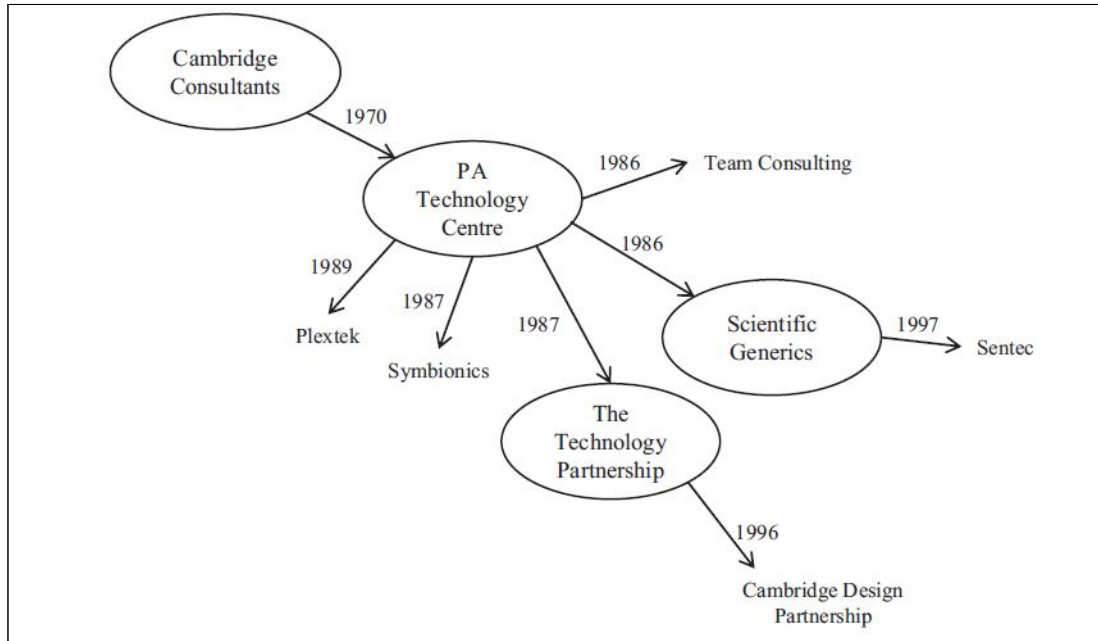 Cambridge
Consultants
1970
PA
Technology
Centre
1986
Team Consulting
1986
1989
1987
1987
Plextek
Symbionics
Scientific
Generics
1997
Sentec
The
Technology
Partnership
1996
Cambridge Design
Partnership